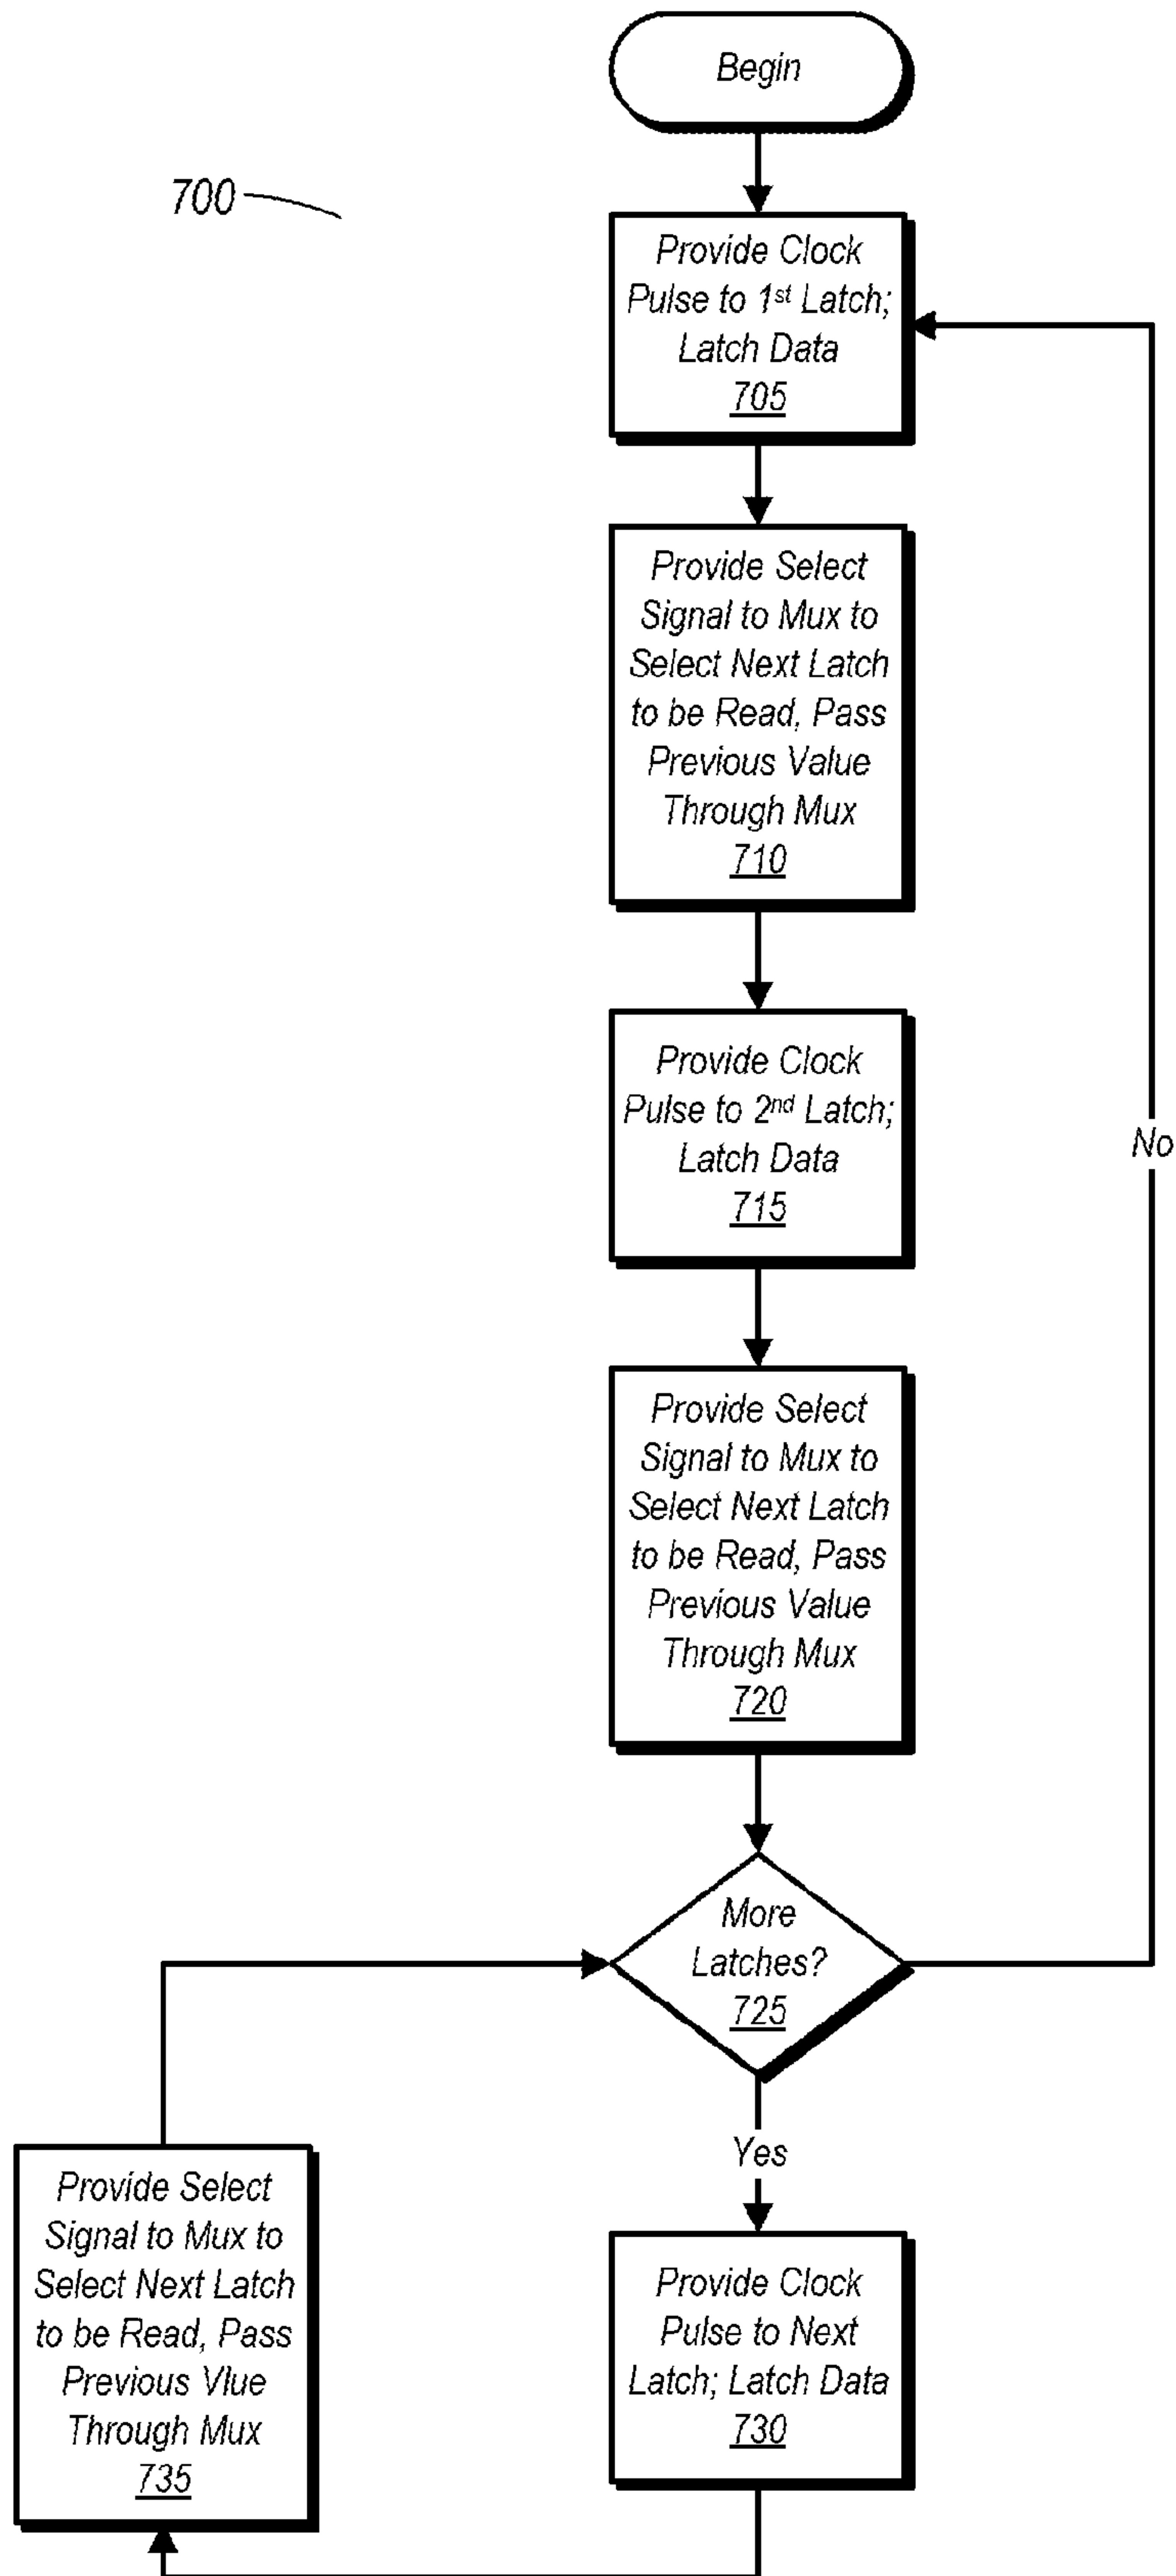 Begin
700
Provide Clock
Pulse to 1st Latch;
Latch Data
705
Provide Select
Signal to Mux to
Select Next Latch
to be Read, Pass
Previous Value
Through Mux
710
Provide Clock
Pulse to 2nd Latch;
Latch Data
715
No
Provide Select
Signal to Mux to
Select Next Latch
to be Read, Pass
Previous Value
Through Mux
720
More
Latches?
725
Yes
Provide Clock
Pulse to Next
Latch; Latch Data
730
Provide Select
Signal to Mux to
Select Next Latch
to be Read, Pass
Previous Vlue
Through Mux
735